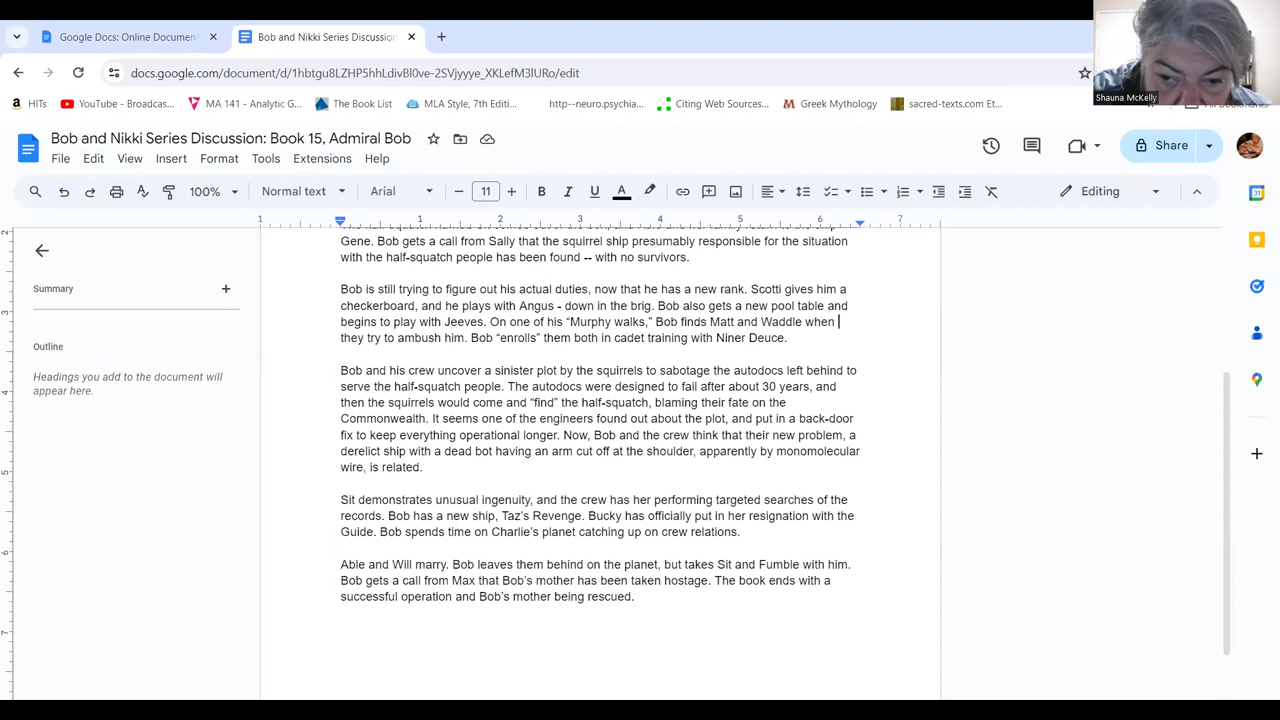 Google Docs: Online Document
Bob and Nikki Series Discussion
docs.google.com/document/d/1hbtgu8LZHP5hhLdivBl0ve-2SVjyyye_XKLefM3lURo/edit
Shauna McKelly
HITs
YouTube - Broadcas...
MA 141 - Analytic G...
The Book List
MLA Style, 7th Editi...
http--neuro.psychia...
Citing Web Sources...
Greek Mythology
sacred-texts.com Et...
Bob and Nikki Series Discussion: Book 15, Admiral Bob
File Edit View Insert Format Tools Extensions Help
Share
100% Normal text Arial 11 B I U A Editing
1 1 2 3 4 5 6 7
Summary
Outline
Headings you add to the document will
appear here.
2
3
4
5
6
7
Gene. Bob gets a call from Sally that the squirrel ship presumably responsible for the situation
with the half-squatch people has been found -- with no survivors.
Bob is still trying to figure out his actual duties, now that he has a new rank. Scotti gives him a
checkerboard, and he plays with Angus - down in the brig. Bob also gets a new pool table and
begins to play with Jeeves. On one of his “Murphy walks,” Bob finds Matt and Waddle when
they try to ambush him. Bob “enrolls” them both in cadet training with Niner Deuce.
Bob and his crew uncover a sinister plot by the squirrels to sabotage the autodocs left behind to
serve the half-squatch people. The autodocs were designed to fail after about 30 years, and
then the squirrels would come and “find” the half-squatch, blaming their fate on the
Commonwealth. It seems one of the engineers found out about the plot, and put in a back-door
fix to keep everything operational longer. Now, Bob and the crew think that their new problem, a
derelict ship with a dead bot having an arm cut off at the shoulder, apparently by monomolecular
wire, is related.
Sit demonstrates unusual ingenuity, and the crew has her performing targeted searches of the
records. Bob has a new ship, Taz’s Revenge. Bucky has officially put in her resignation with the
Guide. Bob spends time on Charlie’s planet catching up on crew relations.
Able and Will marry. Bob leaves them behind on the planet, but takes Sit and Fumble with him.
Bob gets a call from Max that Bob’s mother has been taken hostage. The book ends with a
successful operation and Bob’s mother being rescued.